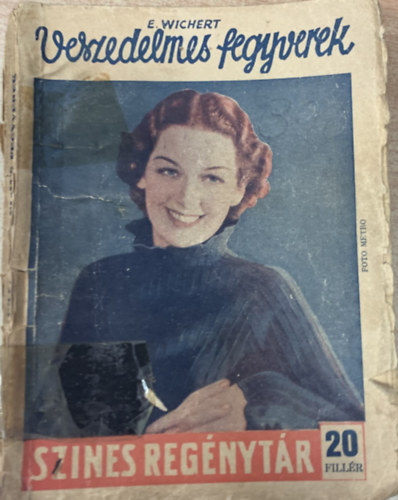 E. WICHERT
Veszedelmes fegyverek
FOTO METRO
SZINES REGÉNYTÁR
20
FILLÉR